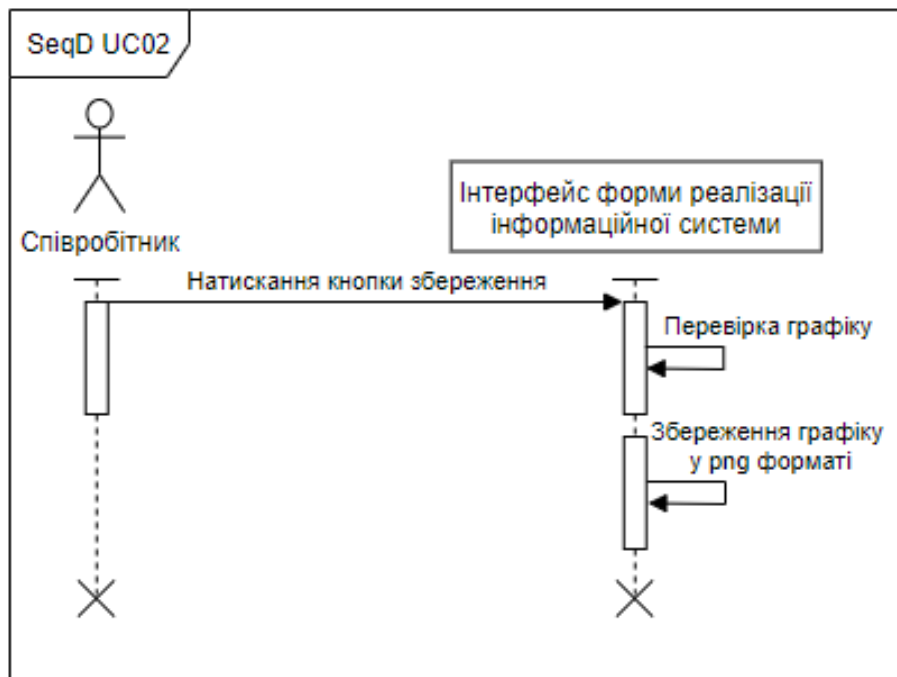 SeqD UC02
Співробітник
Інтерфейс форми реалізації
інформаційної системи
Натискання кнопки збереження
Перевірка графіку
Збереження графіку
у png форматі